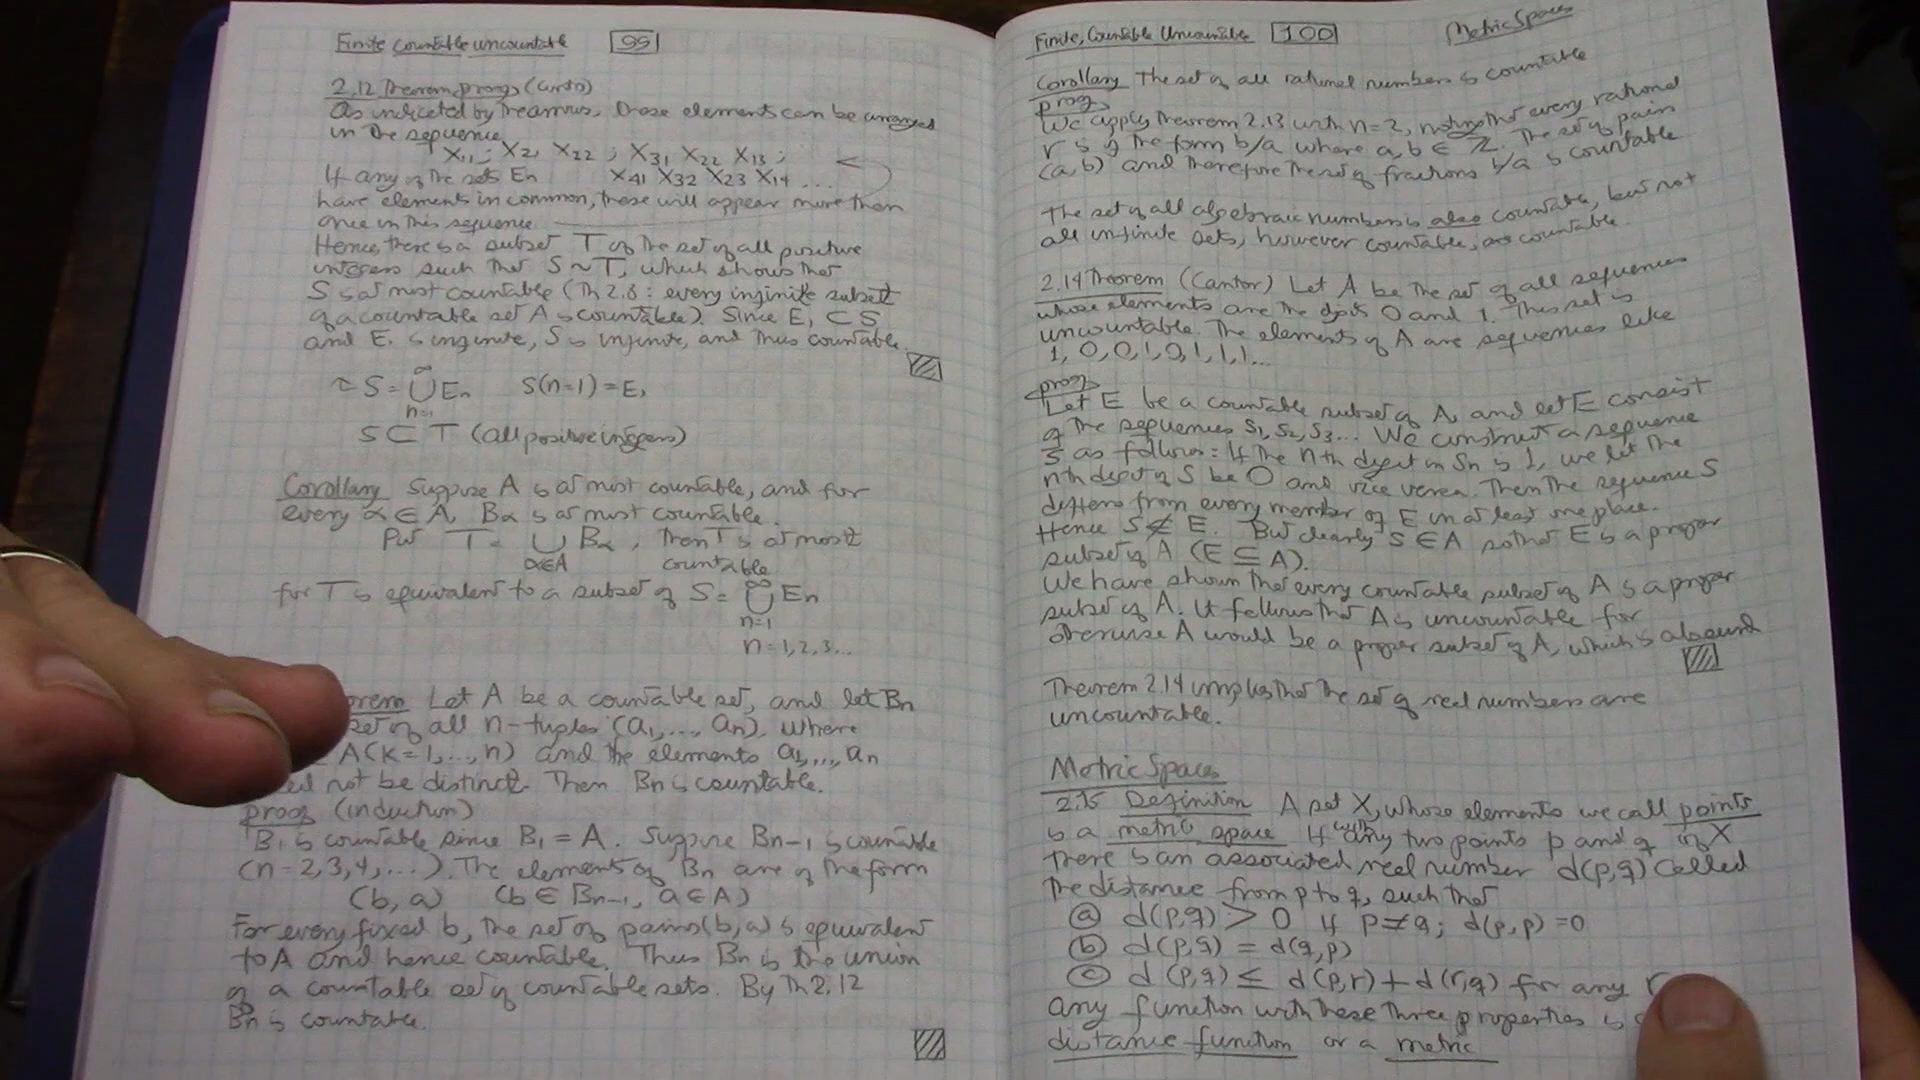 Finite countable uncountable 99
2.12 Theorem proof (contd)
As indicated by the arrows, these elements can be arranged
in the sequence
X11; X21 X22; X31 X22 X13;
If any of the sets En X41 X32 X23 X14 ...
have elements in common, these will appear more than
once in this sequence.
Hence, there is a subset T of the set of all positive
integers such that S ~ T, which shows that
S is at most countable (Th 2.8: every infinite subset
of a countable set A is countable). Since E1 ⊂ S
and E1 is infinite, S is infinite, and thus countable.
S = ∞ ∪ n=1 En S(n=1) = E1
S ⊂ T (all positive integers)
Corollary Suppose A is at most countable, and for
every α ∈ A, Bα is at most countable.
Put T = ∪ α∈A Bα, then T is at most
countable
for T is equivalent to a subset of S = ∞ ∪ n=1 En
n = 1,2,3...
orem Let A be a countable set, and let Bn
set of all n-tuples (a1,..., an), where
A (k=1,...,n) and the elements a1,..., an
not be distinct. Then Bn is countable.
proof (induction)
B1 is countable since B1 = A. Suppose Bn-1 is countable
(n = 2,3,4,...). The elements of Bn are of the form
(b, a) (b ∈ Bn-1, a ∈ A)
For every fixed b, the set of pairs (b,a) is equivalent
to A and hence countable. Thus Bn is the union
of a countable set of countable sets. By Th 2.12
Bn is countable.
Finite, Countable Uncountable 100 Metric Spaces
Corollary The set of all rational numbers is countable
proof
We apply Theorem 2.13 with n=2, noting that every rational
r is of the form b/a where a, b ∈ Z. The set of pairs
(a,b) and therefore the set of fractions b/a is countable
The set of all algebraic numbers is also countable, but not
all infinite sets, however countable, are countable.
2.14 Theorem (Cantor) Let A be the set of all sequences
whose elements are the digits 0 and 1. This set is
uncountable. The elements of A are sequences like
1, 0, 0, 1, 0, 1, 1, 1...
proof
Let E be a countable subset of A, and let E consist
of the sequences S1, S2, S3... We construct a sequence
S as follows: If the nth digit in Sn is 1, we let the
nth digit of S be 0 and vice versa. Then the sequence S
differs from every member of E in at least one place.
Hence S ∉ E. But clearly S ∈ A so that E is a proper
subset of A (E ⊆ A).
We have shown that every countable subset of A is a proper
subset of A. It follows that A is uncountable for
otherwise A would be a proper subset of A, which is absurd
Theorem 2.14 implies that the set of real numbers are
uncountable.
Metric Spaces
2.15 Definition A set X, whose elements we call points
is a metric space if with any two points p and q of X
there is an associated real number d(p,q) called
the distance from p to q, such that
(a) d(p,q) > 0 if p ≠ q; d(p,p) = 0
(b) d(p,q) = d(q,p)
(c) d(p,q) ≤ d(p,r) + d(r,q) for any r
any function with these three properties is
distance function or a metric